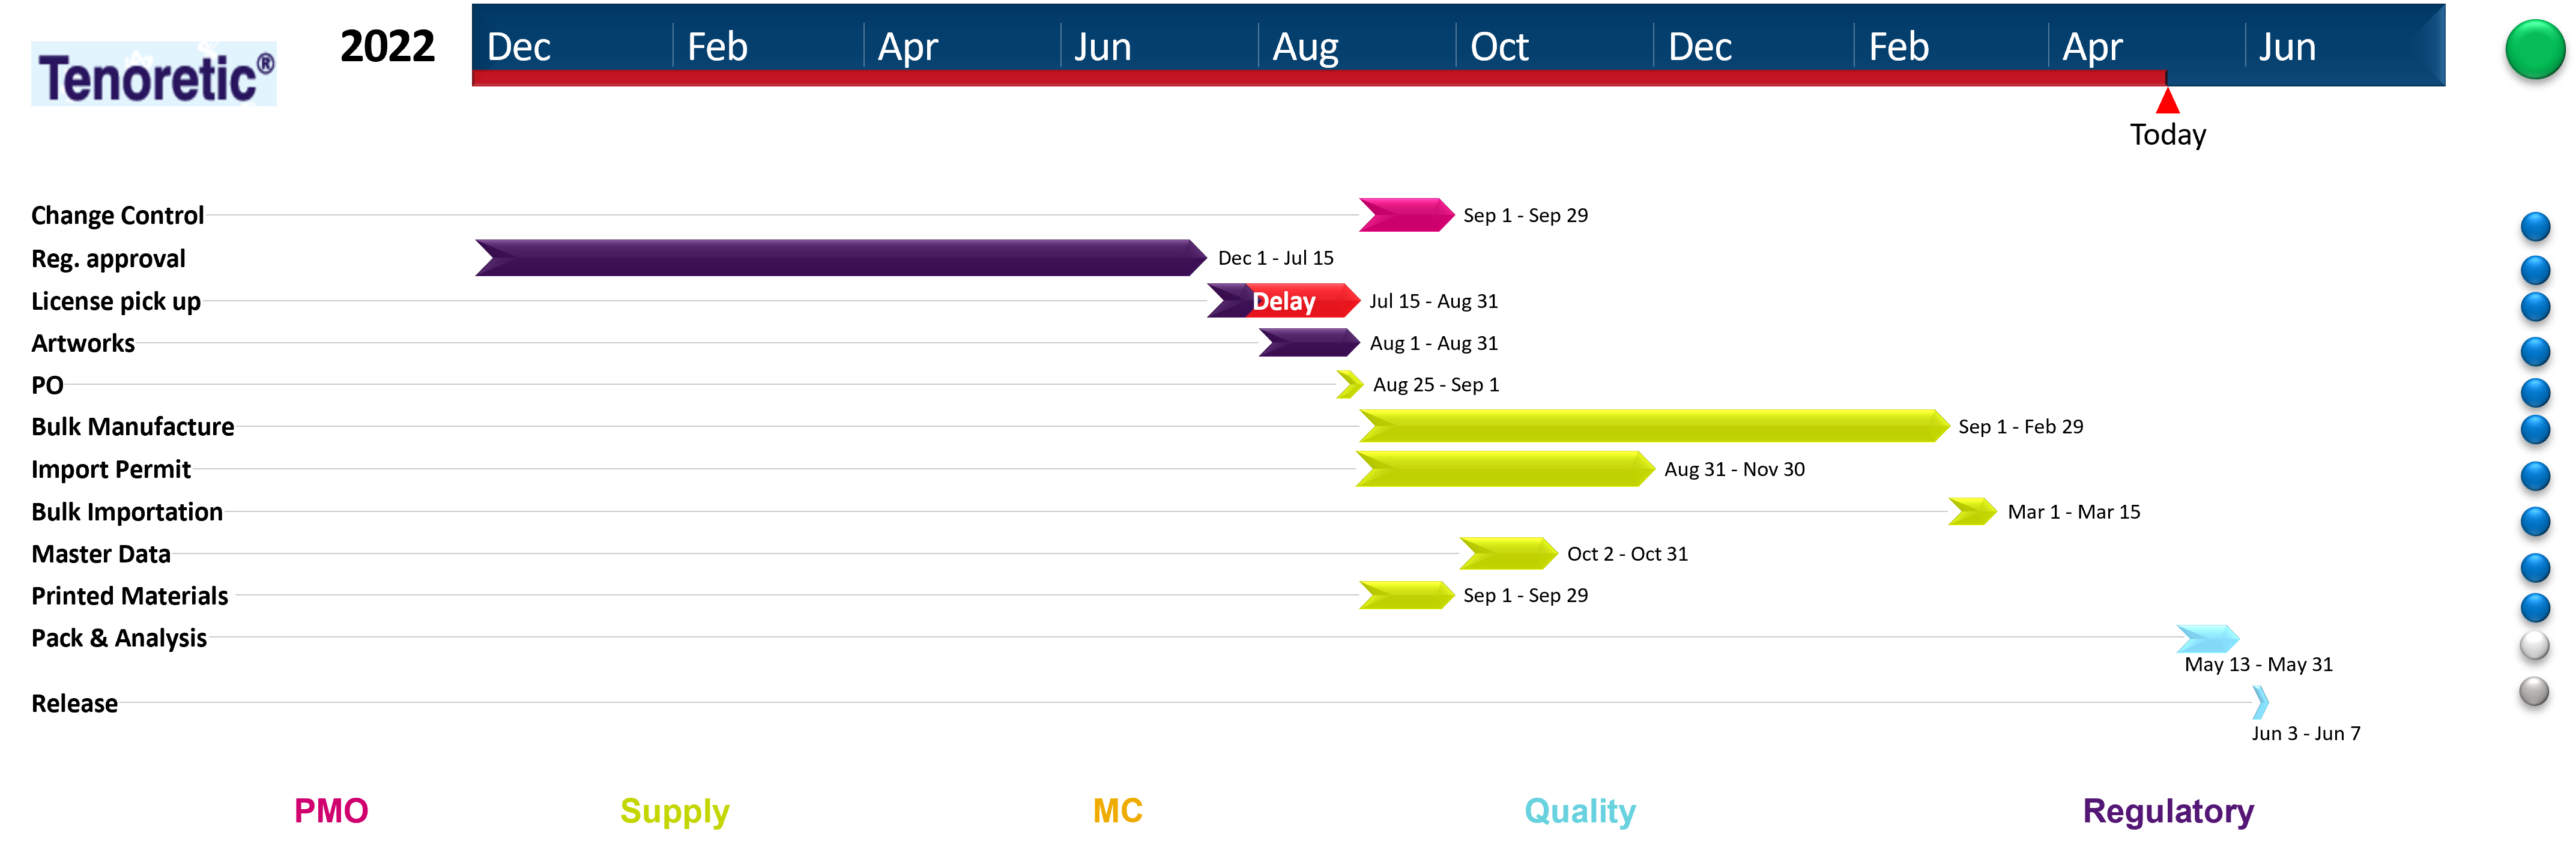 Tenoretic®
2022 Dec Feb Apr Jun Aug Oct Dec Feb Apr Jun
Today
Change Control Sep 1 - Sep 29
Reg. approval Dec 1 - Jul 15
License pick up Delay Jul 15 - Aug 31
Artworks Aug 1 - Aug 31
PO Aug 25 - Sep 1
Bulk Manufacture Sep 1 - Feb 29
Import Permit Aug 31 - Nov 30
Bulk Importation Mar 1 - Mar 15
Master Data Oct 2 - Oct 31
Printed Materials Sep 1 - Sep 29
Pack & Analysis May 13 - May 31
Release Jun 3 - Jun 7
PMO Supply MC Quality Regulatory